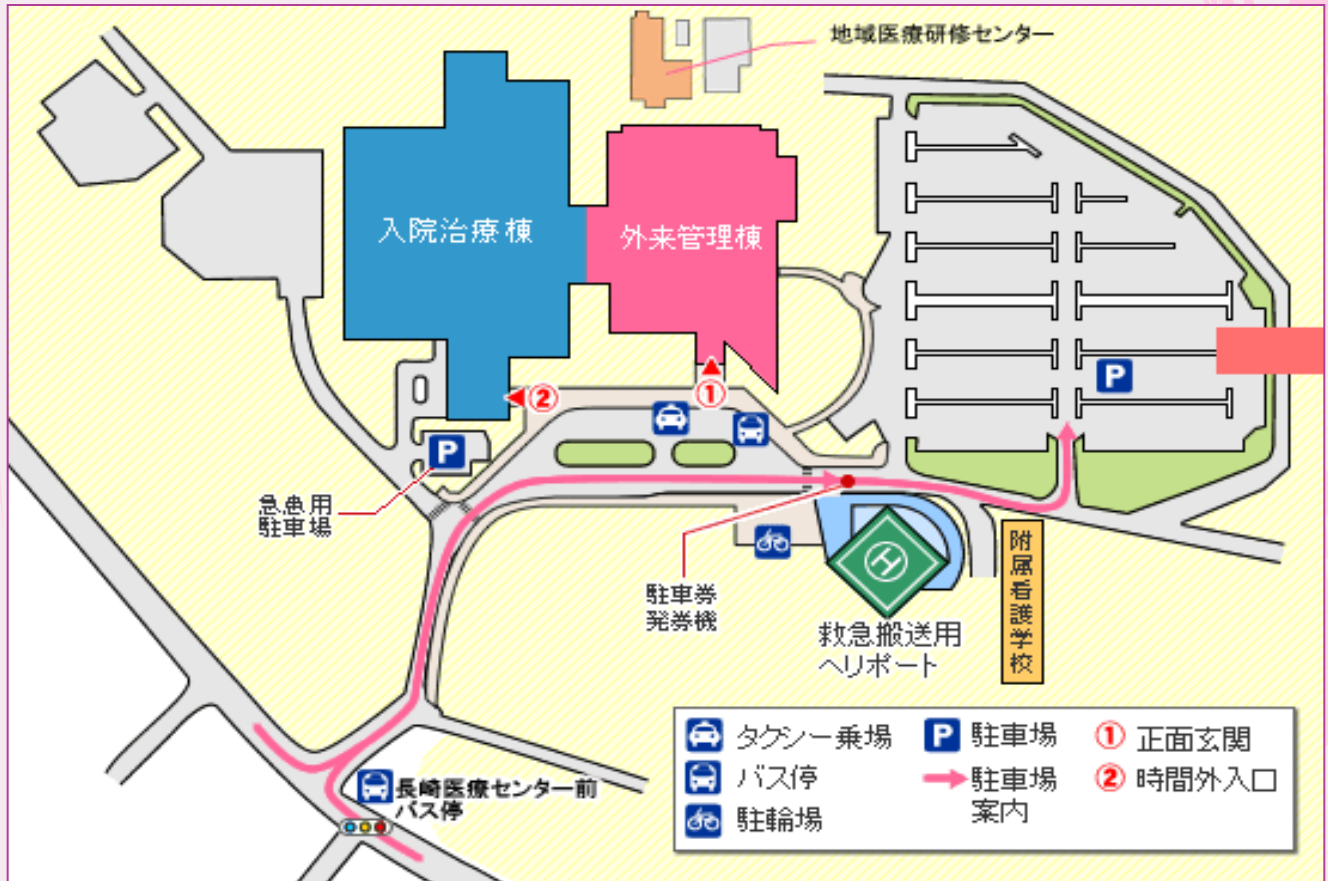 地域医療研修センター
入院治療棟
外来管理棟
①
②
P
P
急患用
駐車場
駐車券
発券機
H
救急搬送用
ヘリポート
附属看護学校
長崎医療センター前
バス停
タクシー乗場
P 駐車場
① 正面玄関
バス停
駐車場
案内
② 時間外入口
駐輪場